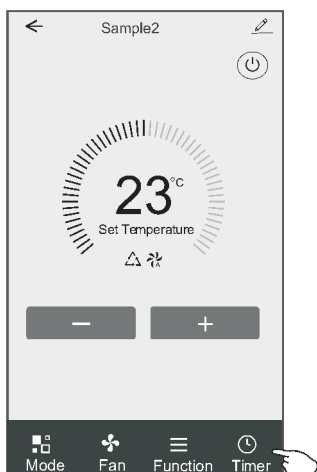 Sample2
23°C
Set Temperature
− +
Mode Fan Function Timer